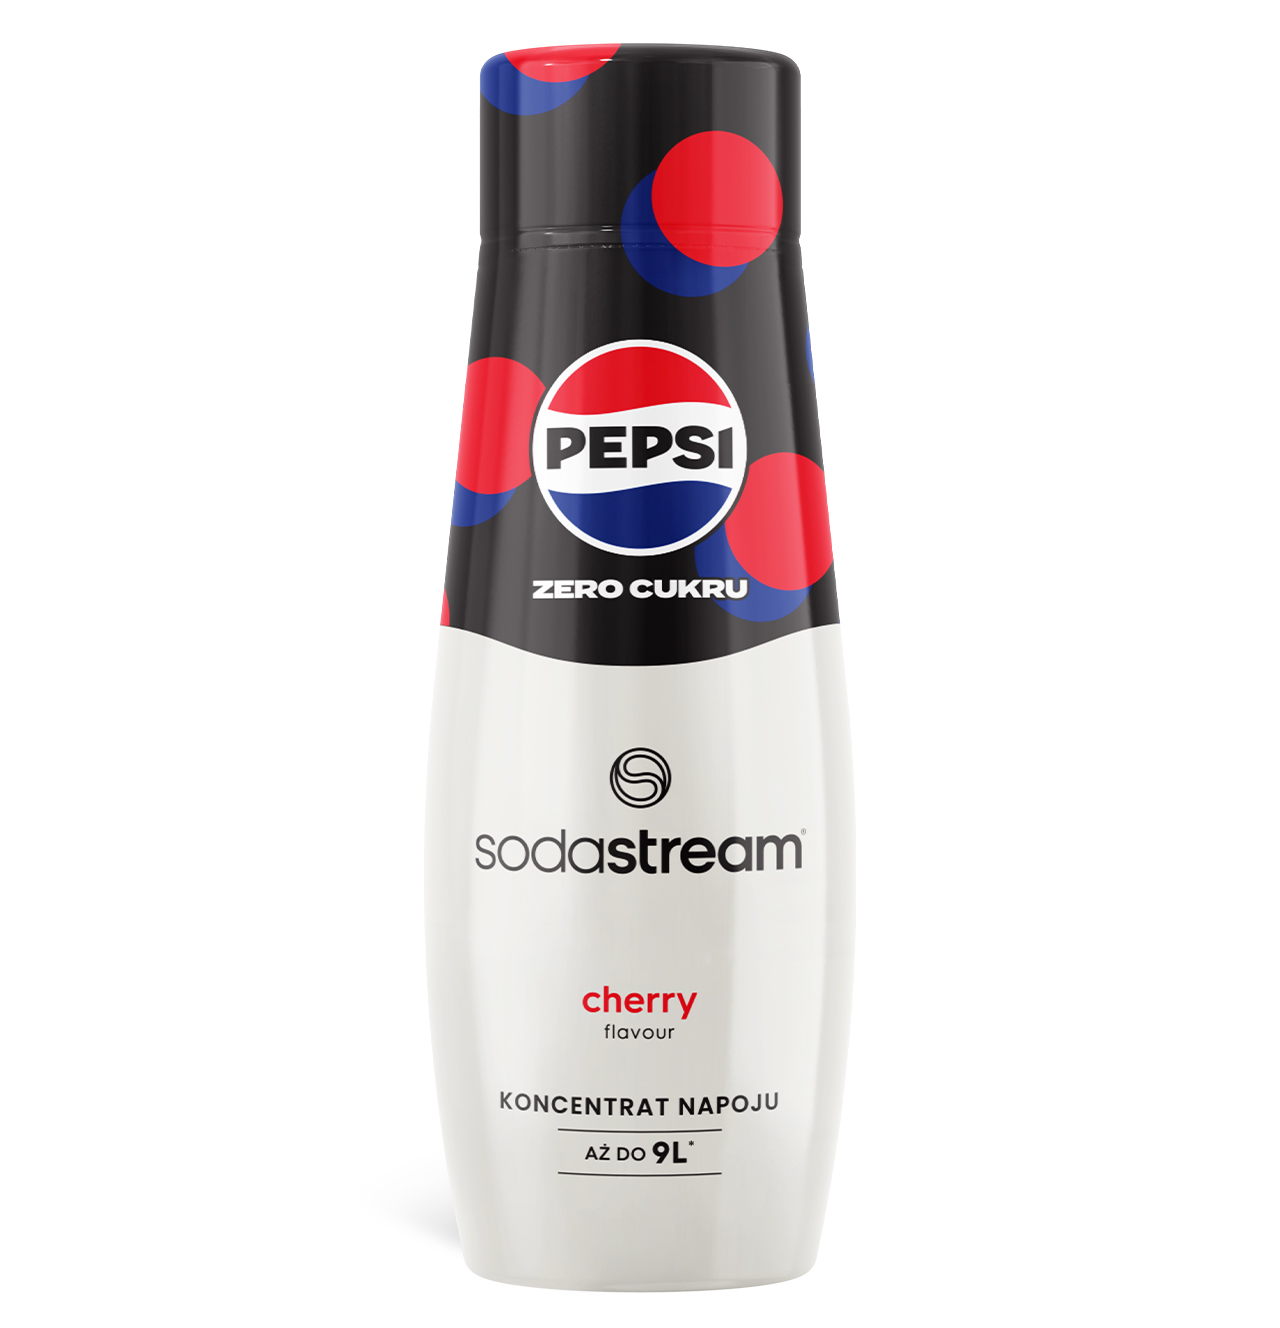 PEPSI
ZERO CUKRU
sodastream®
cherry
flavour
KONCENTRAT NAPOJU
AŻ DO 9L*